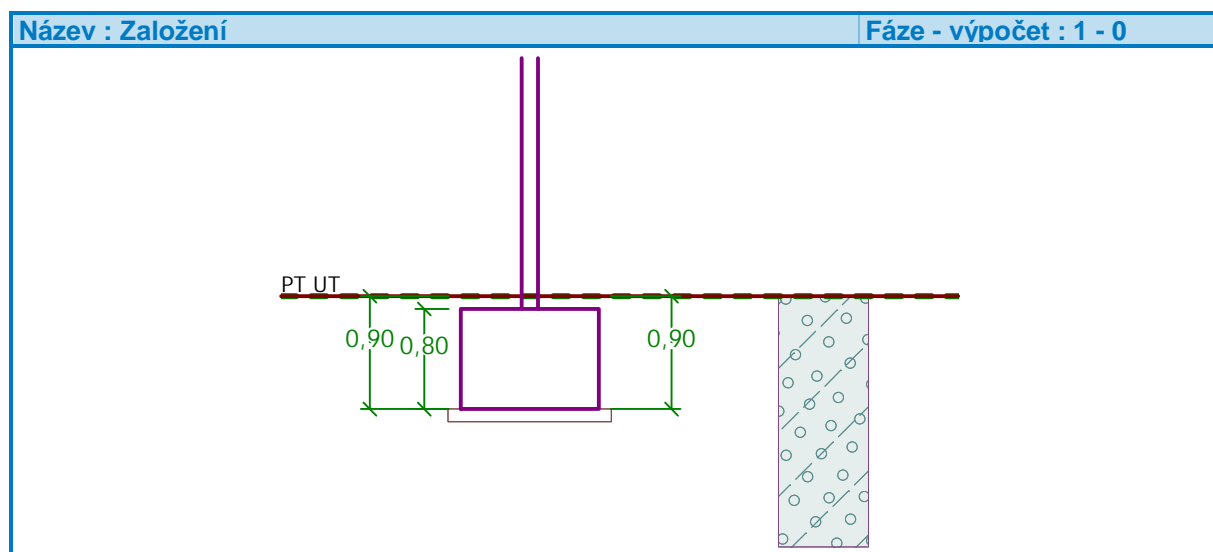 Název : Založení
Fáze - výpočet : 1 - 0
PT UT
0,90
0,80
0,90